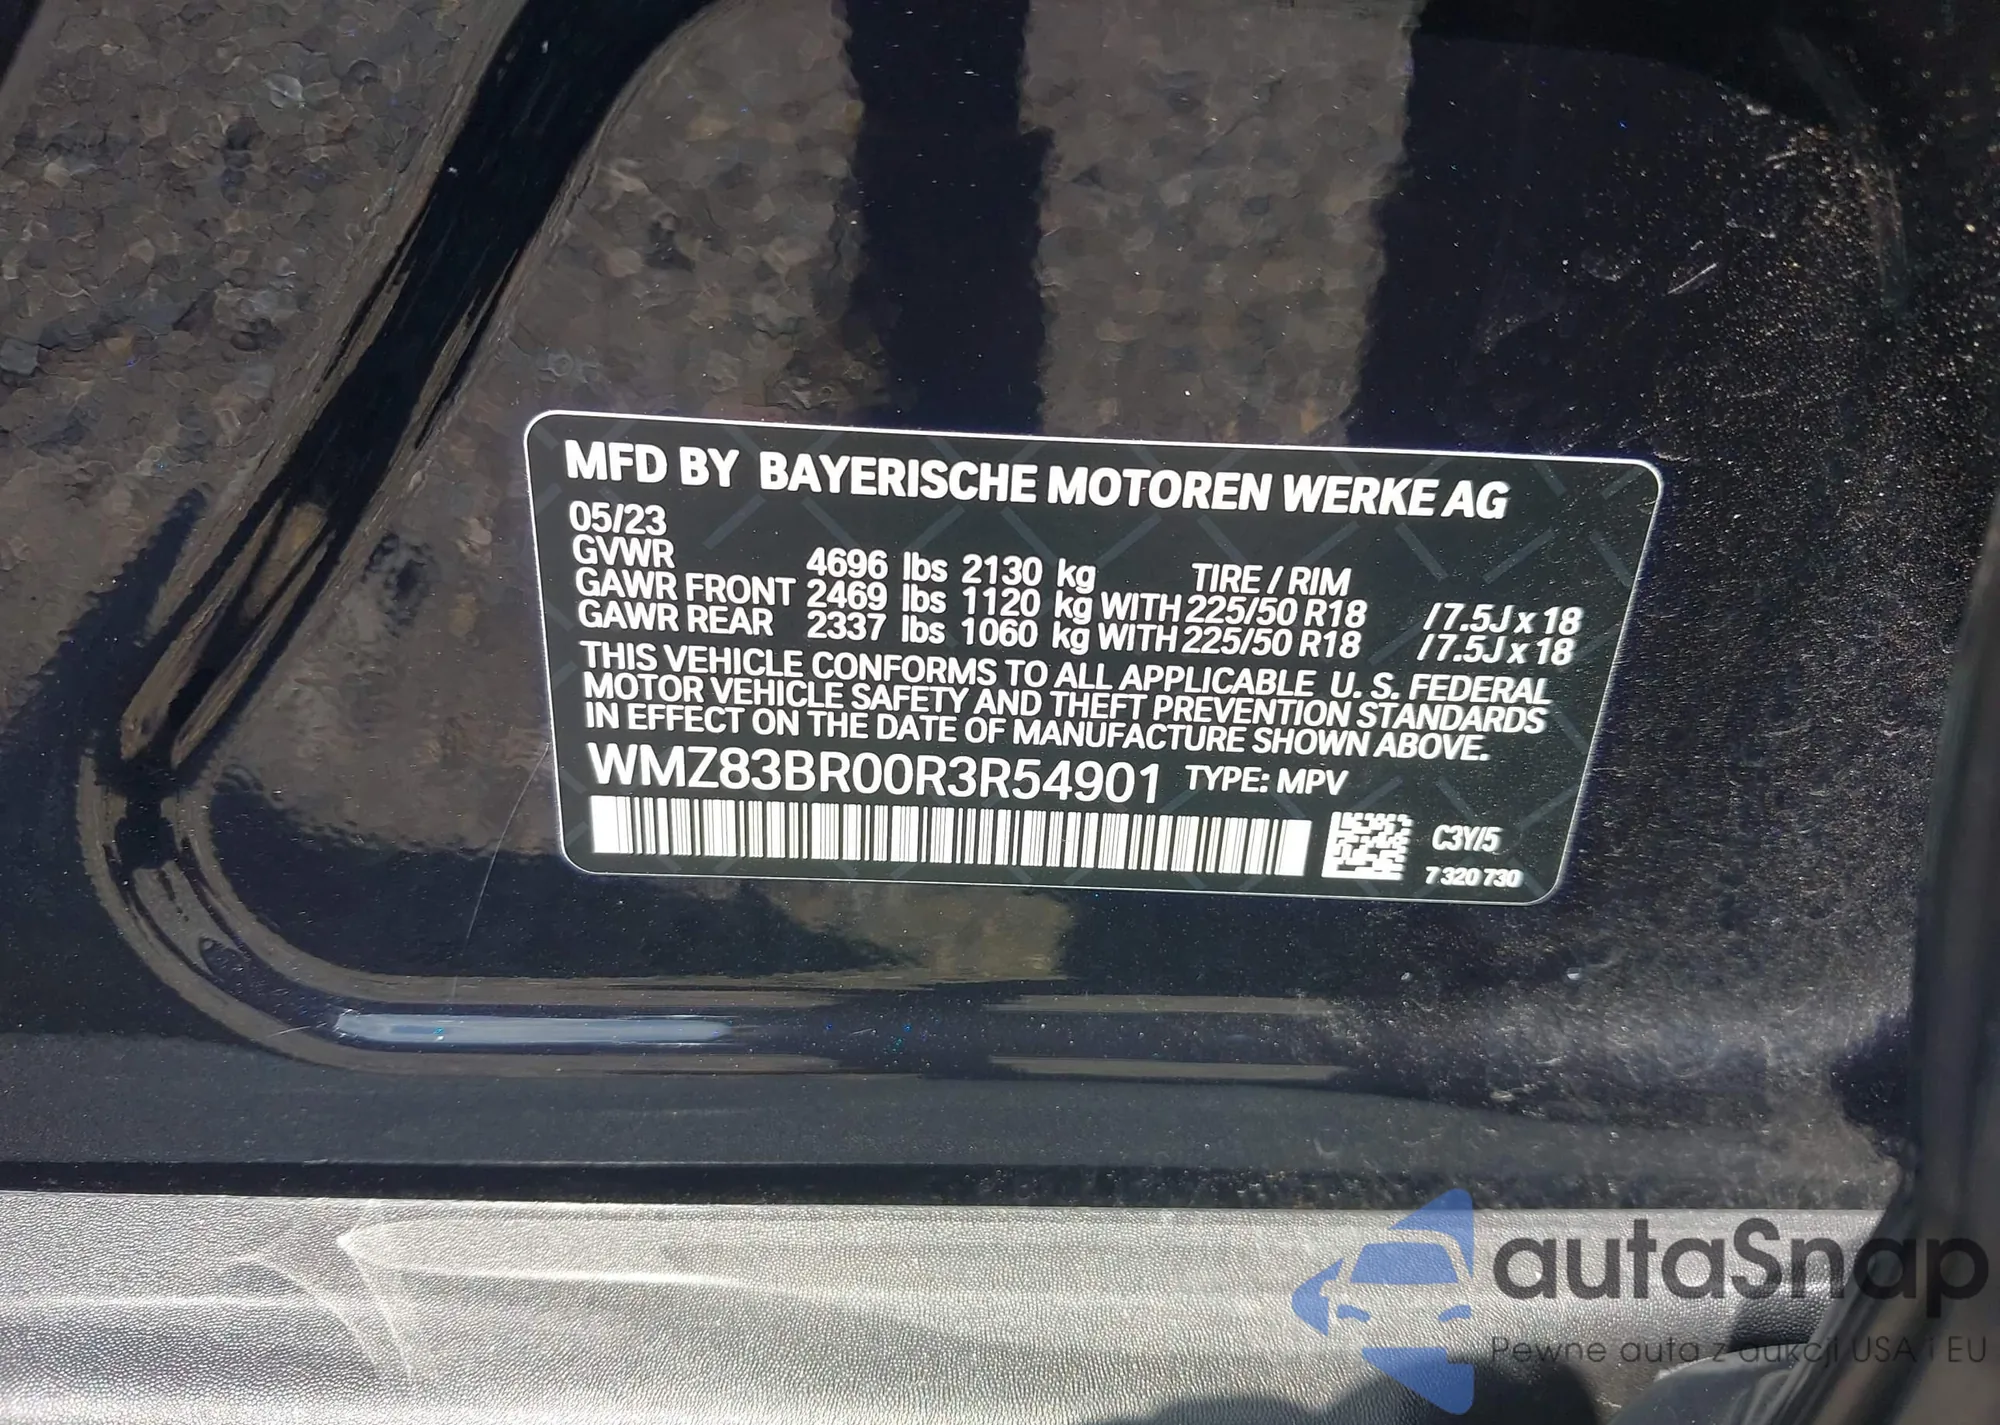 MFD BY BAYERISCHE MOTOREN WERKE AG
05/23
GVWR 4696 lbs 2130 kg TIRE / RIM
GAWR FRONT 2469 lbs 1120 kg WITH 225/50 R18 / 7.5J x 18
GAWR REAR 2337 lbs 1060 kg WITH 225/50 R18 / 7.5J x 18
THIS VEHICLE CONFORMS TO ALL APPLICABLE U. S. FEDERAL
MOTOR VEHICLE SAFETY AND THEFT PREVENTION STANDARDS
IN EFFECT ON THE DATE OF MANUFACTURE SHOWN ABOVE.
WMZ83BR00R3R54901 TYPE: MPV
C3Y/5
7 320 730
autaSnap
Pewne auta z aukcji USA i EU